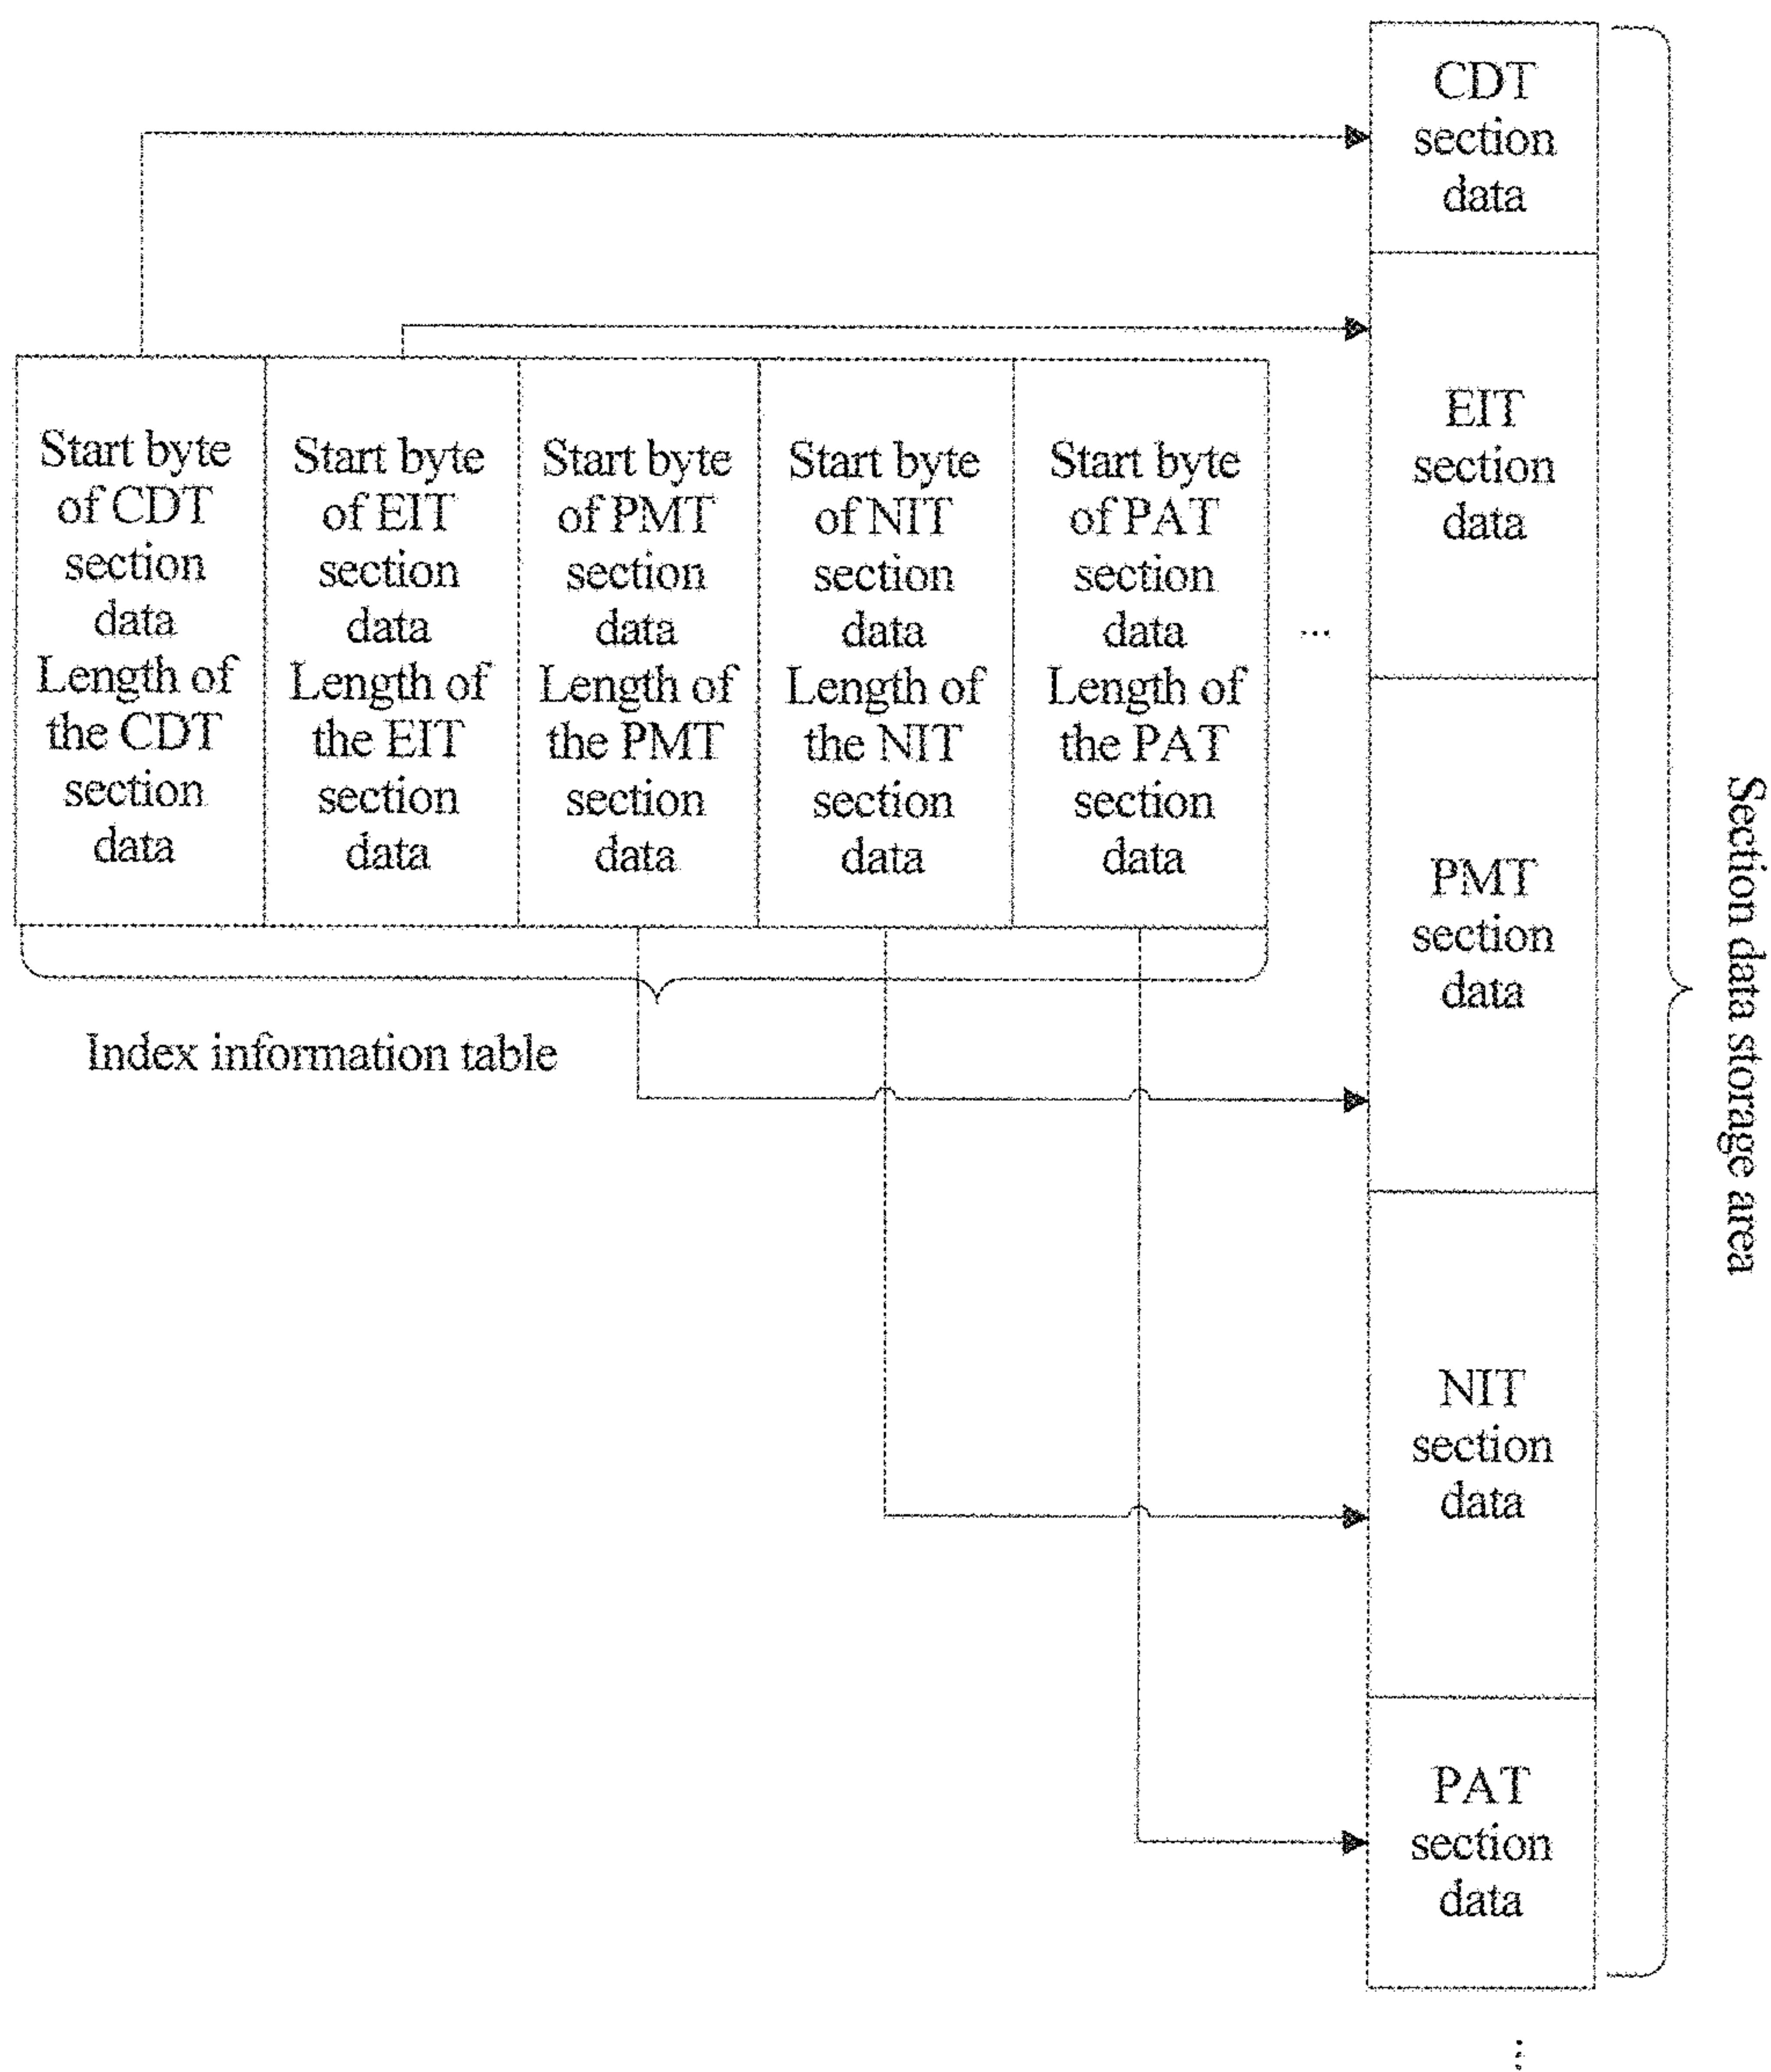 CDT
section
data
EIT
section
data
PMT
section
data
NIT
section
data
PAT
section
data
⋮
Section data storage area
Start byte
of CDT
section
data
Length of
the CDT
section
data
Start byte
of EIT
section
data
Length of
the EIT
section
data
Start byte
of PMT
section
data
Length of
the PMT
section
data
Start byte
of NIT
section
data
Length of
the NIT
section
data
Start byte
of PAT
section
data
Length of
the PAT
section
data
...
Index information table